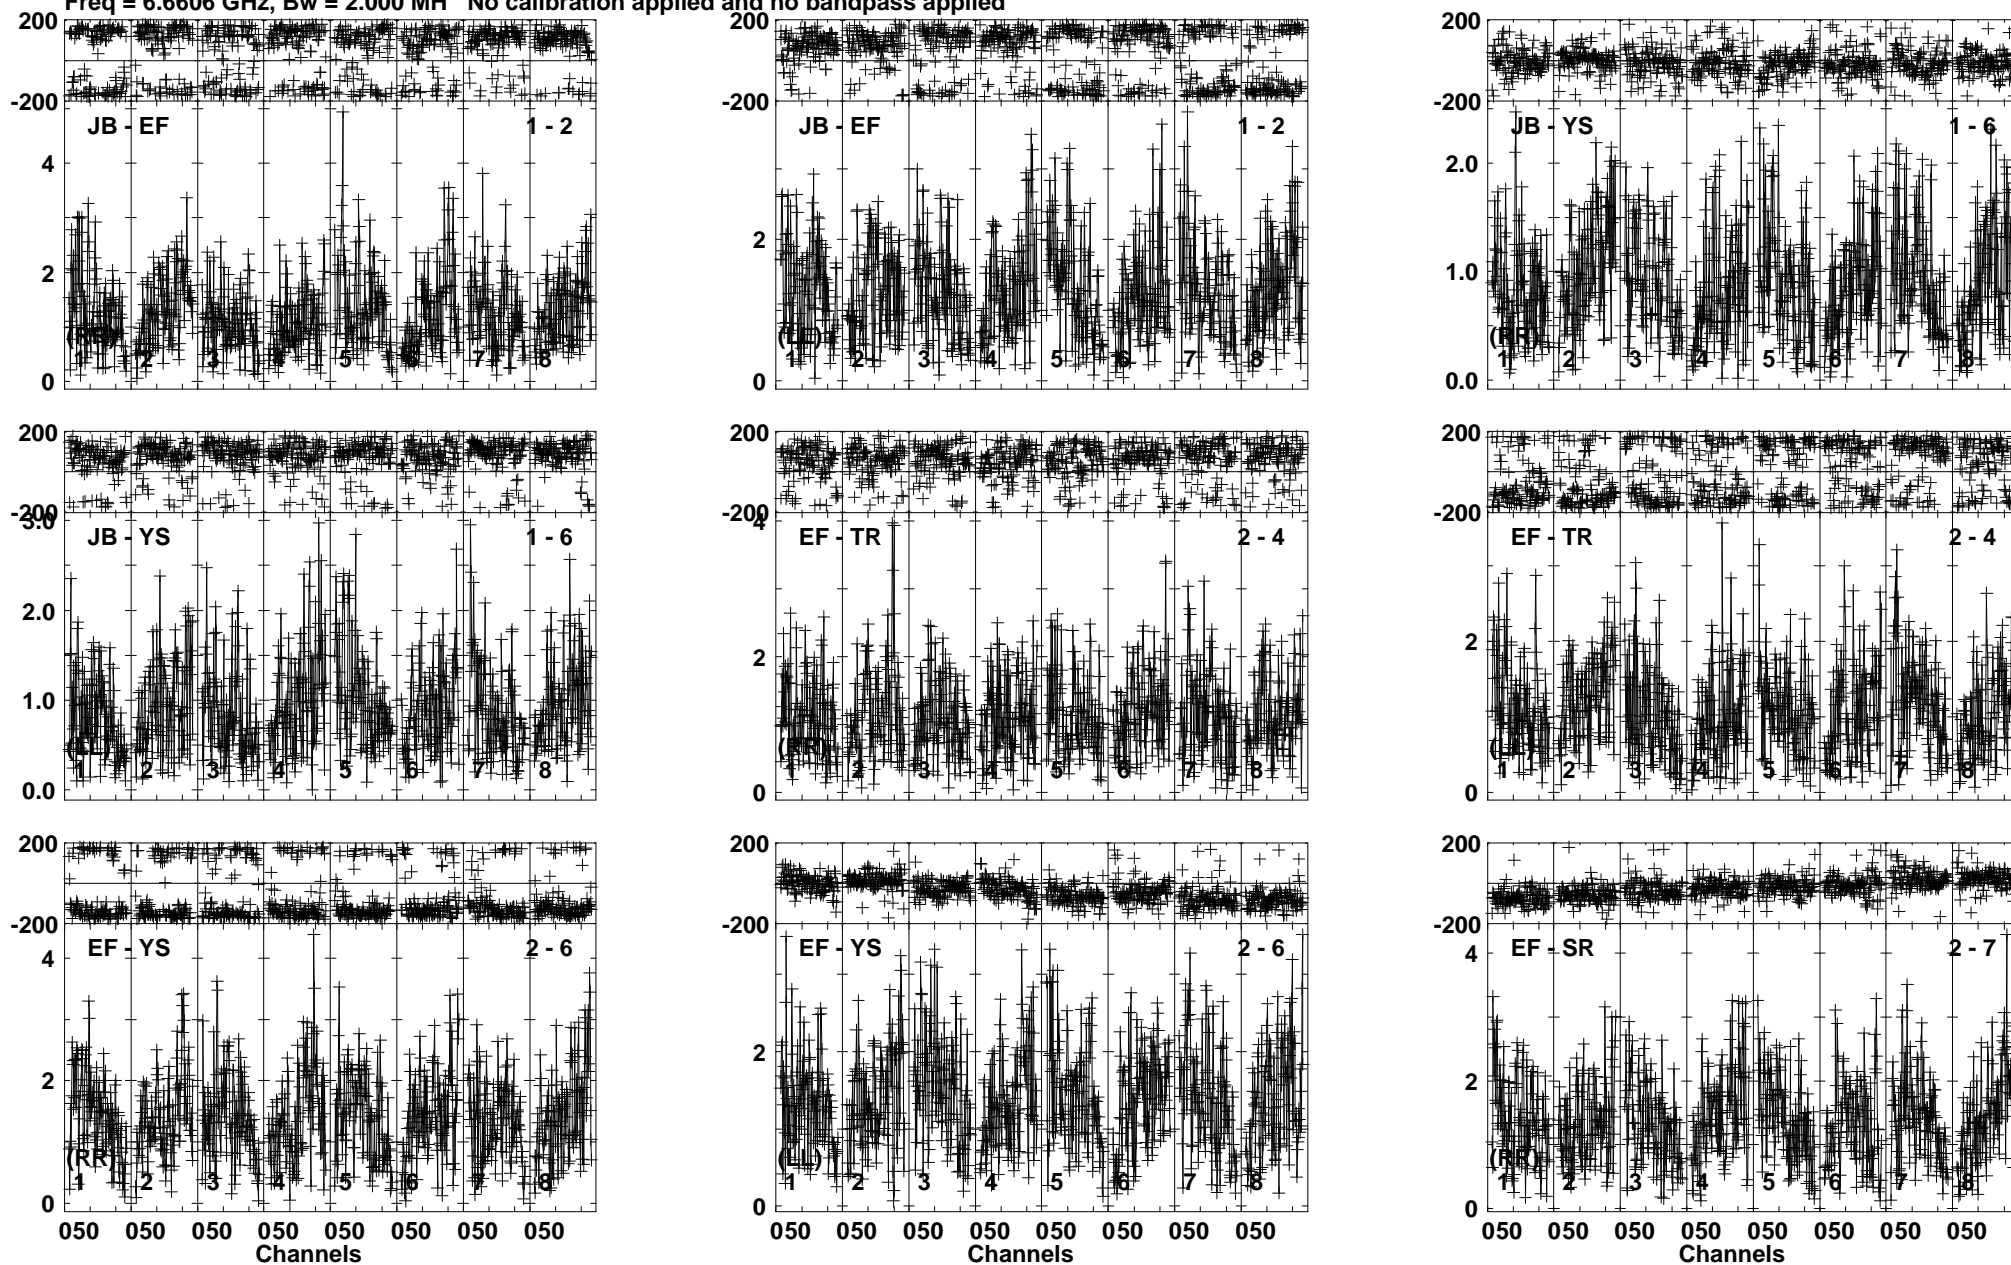 Freq = 6.6606 GHz, Bw = 2.000 MH No calibration applied and no bandpass applied
200 200 200
-200 -200 -200
JB - EF 1 - 2 JB - EF 1 - 2 JB - YS 1 - 6
4 2.0
2 2 1.0
(RR) (LL) (RR)
1 2 3 4 5 6 7 8 1 2 3 4 5 6 7 8 1 2 3 4 5 6 7 8
0 0 0.0
200 200 200
-200 -200 -200
3.0 4
JB - YS 1 - 6 EF - TR 2 - 4 EF - TR 2 - 4
2.0 2 2
1.0
(LL) (RR) (LL)
1 2 3 4 5 6 7 8 1 2 3 4 5 6 7 8 1 2 3 4 5 6 7 8
0.0 0 0
200 200 200
-200 -200 -200
EF - YS 2 - 6 EF - YS 2 - 6 EF - SR 2 - 7
4 4
2 2 2
(RR) (LL) (RR)
1 2 3 4 5 6 7 8 1 2 3 4 5 6 7 8 1 2 3 4 5 6 7 8
0 0 0
050 050 050 050 050 050 050 050 050 050 050 050 050 050 050 050 050 050 050 050 050 050 050 050
Channels Channels Channels